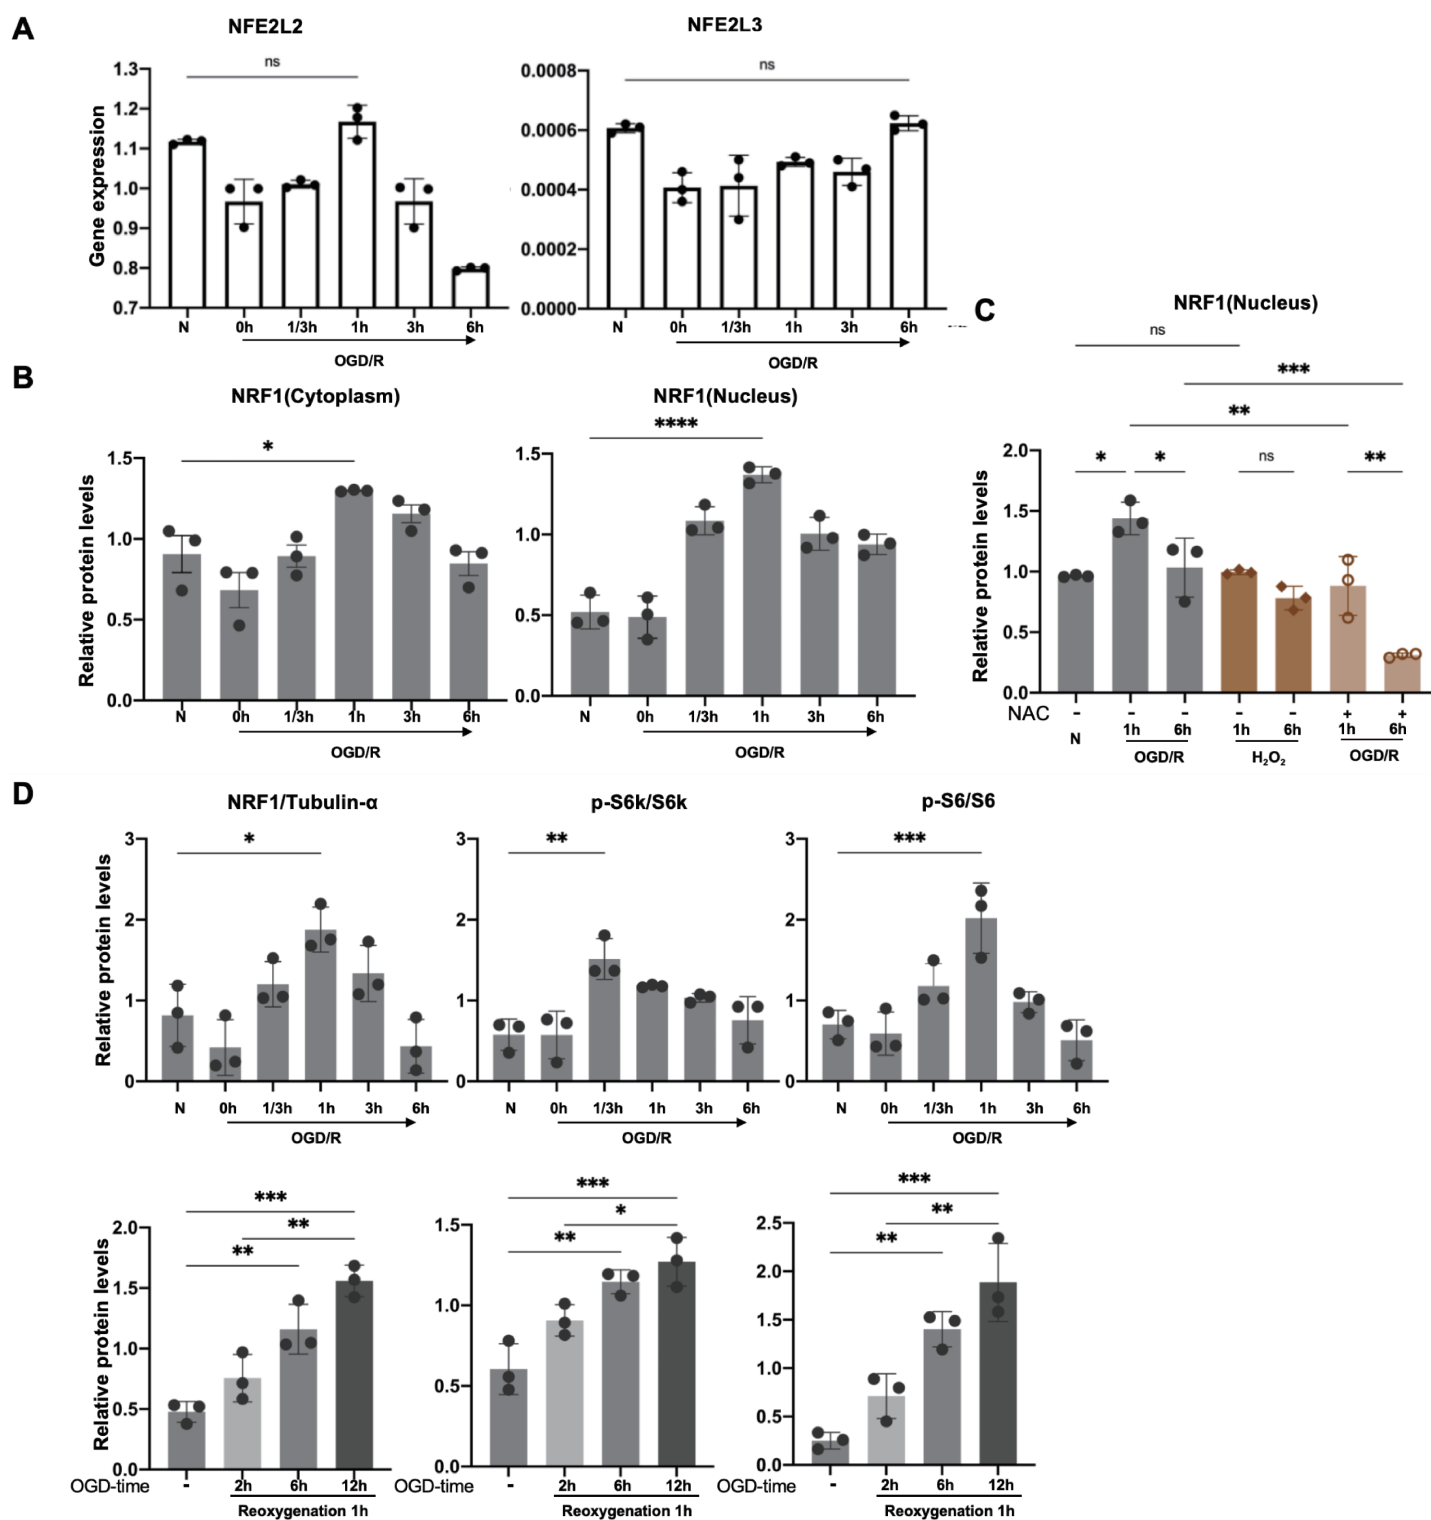 A
NFE2L2
NFE2L3
ns
ns
Gene expression
1.3
1.2
1.1
1.0
0.9
0.8
0.7
N 0h 1/3h 1h 3h 6h
OGD/R
0.0008
0.0006
0.0004
0.0002
0.0000
N 0h 1/3h 1h 3h 6h
OGD/R
B
NRF1(Cytoplasm)
*
Relative protein levels
1.5
1.0
0.5
0.0
N 0h 1/3h 1h 3h 6h
OGD/R
NRF1(Nucleus)
****
1.5
1.0
0.5
0.0
N 0h 1/3h 1h 3h 6h
OGD/R
C
NRF1(Nucleus)
ns
***
**
* * ns **
Relative protein levels
2.0
1.5
1.0
0.5
0.0
NAC - - - - - + +
N 1h 6h 1h 6h 1h 6h
OGD/R H₂O₂ OGD/R
D
NRF1/Tubulin-α
*
Relative protein levels
3
2
1
0
N 0h 1/3h 1h 3h 6h
OGD/R
p-S6k/S6k
**
3
2
1
0
N 0h 1/3h 1h 3h 6h
OGD/R
p-S6/S6
***
3
2
1
0
N 0h 1/3h 1h 3h 6h
OGD/R
***
**
**
Relative protein levels
2.0
1.5
1.0
0.5
0.0
OGD-time - 2h 6h 12h
Reoxygenation 1h
***
*
**
1.5
1.0
0.5
0.0
OGD-time - 2h 6h 12h
Reoxygenation 1h
***
**
**
2.5
2.0
1.5
1.0
0.5
0.0
OGD-time - 2h 6h 12h
Reoxygenation 1h